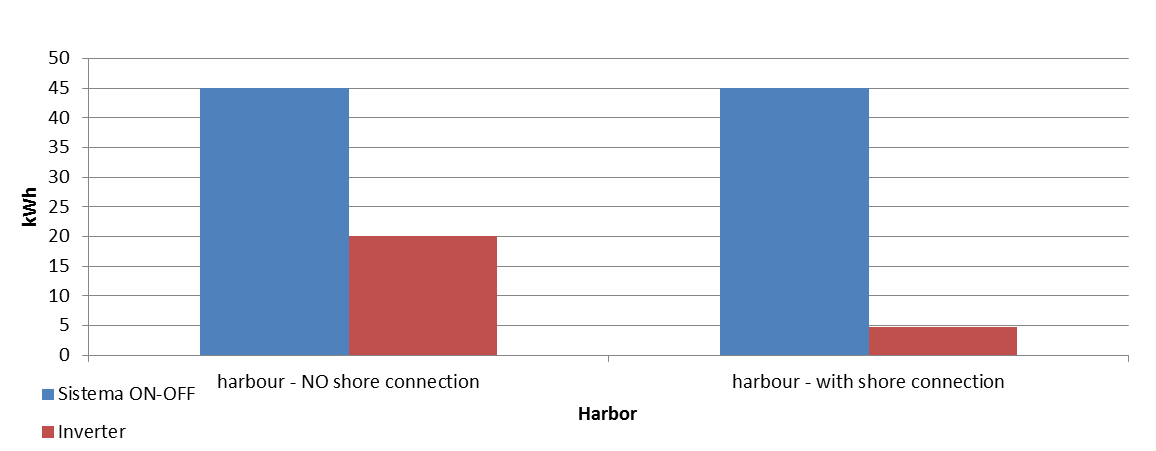 50
45
40
35
30
25
20
15
10
5
0
kWh
harbour - NO shore connection
harbour - with shore connection
Harbor
Sistema ON-OFF
Inverter